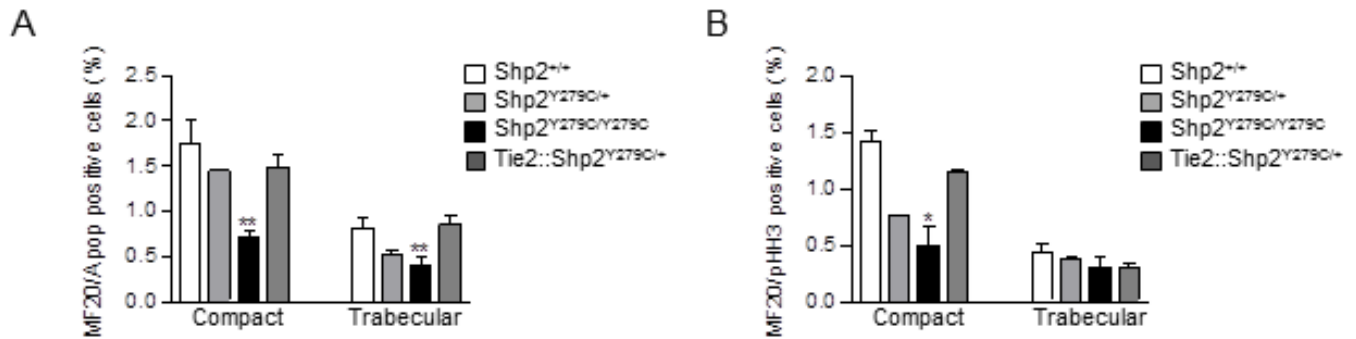 A
MF20/Apop positive cells (%)
2.5
2.0
1.5
1.0
0.5
0.0
**
**
Compact
Trabecular
Shp2+/+
Shp2Y279C/+
Shp2Y279C/Y279C
Tie2::Shp2Y279C/+
B
MF20/pHH3 positive cells (%)
2.0
1.5
1.0
0.5
0.0
*
Compact
Trabecular
Shp2+/+
Shp2Y279C/+
Shp2Y279C/Y279C
Tie2::Shp2Y279C/+